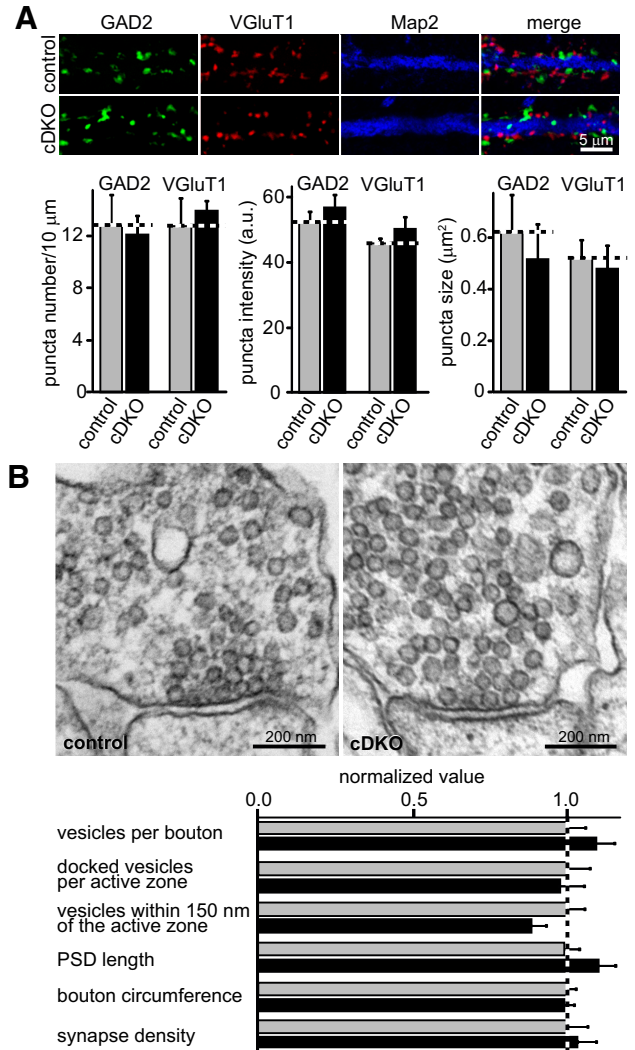 A
GAD2 VGluT1 Map2 merge
control
cDKO
5 µm
puncta number/10 µm
GAD2 VGluT1
12
8
4
0
control cDKO control cDKO
puncta intensity (a.u.)
GAD2 VGluT1
60
40
20
0
control cDKO control cDKO
puncta size (µm²)
GAD2 VGluT1
0.6
0.4
0.2
0
control cDKO control cDKO
B
control 200 nm
cDKO 200 nm
normalized value
0.0 0.5 1.0
vesicles per bouton
docked vesicles
per active zone
vesicles within 150 nm
of the active zone
PSD length
bouton circumference
synapse density